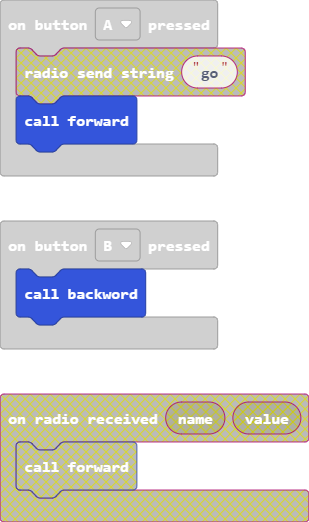 on button A pressed
radio send string "go"
call forward
on button B pressed
call backword
on radio received name value
call forward